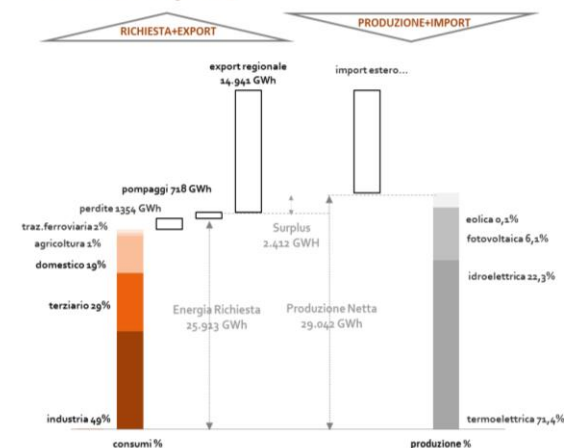 RICHIESTA+EXPORT
PRODUZIONE+IMPORT
export regionale
14.941 GWh
import estero...
pompaggi 718 GWh
perdite 1354 GWh
traz.ferroviaria 2%
agricoltura 1%
domestico 19%
terziario 29%
industria 49%
consumi %
Surplus
2.412 GWH
Energia Richiesta
25.913 GWh
Produzione Netta
29.042 GWh
eolica 0,1%
fotovoltaica 6,1%
idroelettrica 22,3%
termoelettrica 71,4%
produzione %